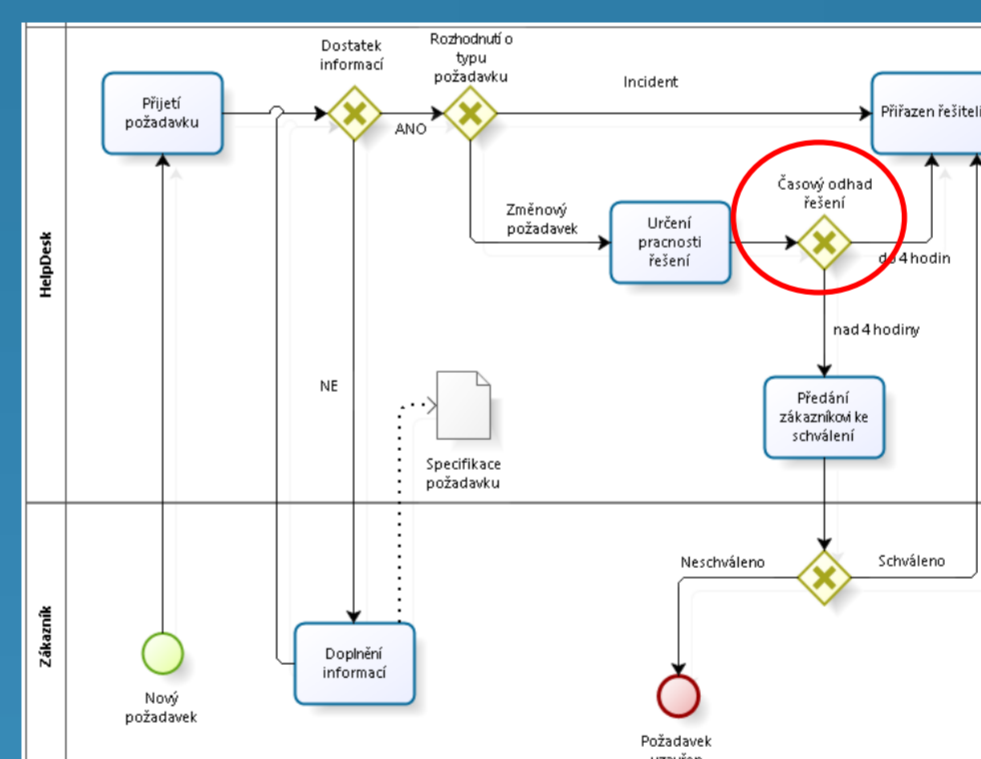 HelpDesk
Zákazník
Přijetí
požadavku
Dostatek
informací
Rozhodnutí o
typu
požadavku
ANO
Incident
Přiřazen řešiteli
Změnový
požadavek
Určení
pracnosti
řešení
Časový odhad
řešení
do 4 hodin
nad 4 hodiny
NE
Předání
zákazníkovi ke
schválení
Specifikace
požadavku
Neschváleno
Schváleno
Doplnění
informací
Nový
požadavek
Požadavek